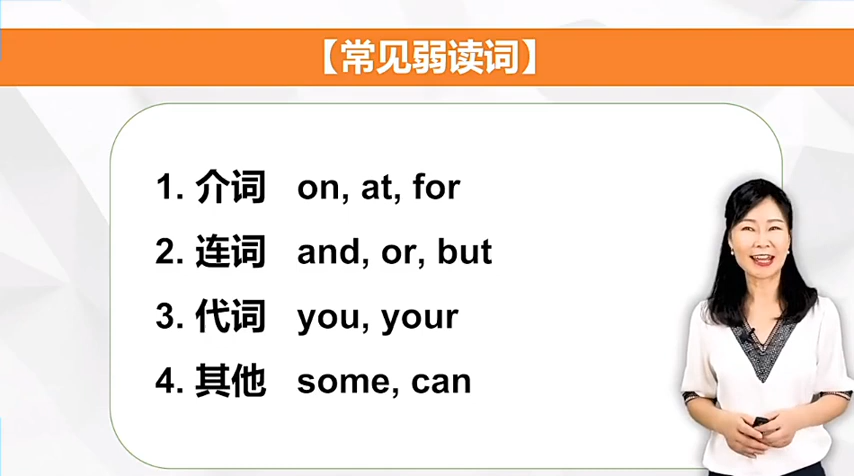 【常见弱读词】
1. 介词 on, at, for
2. 连词 and, or, but
3. 代词 you, your
4. 其他 some, can